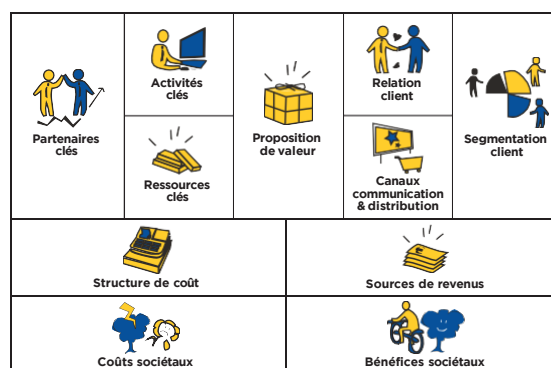 Partenaires
clés
Activités
clés
Ressources
clés
Proposition
de valeur
Relation
client
Canaux
communication
& distribution
Segmentation
client
Structure de coût
Sources de revenus
Coûts sociétaux
Bénéfices sociétaux